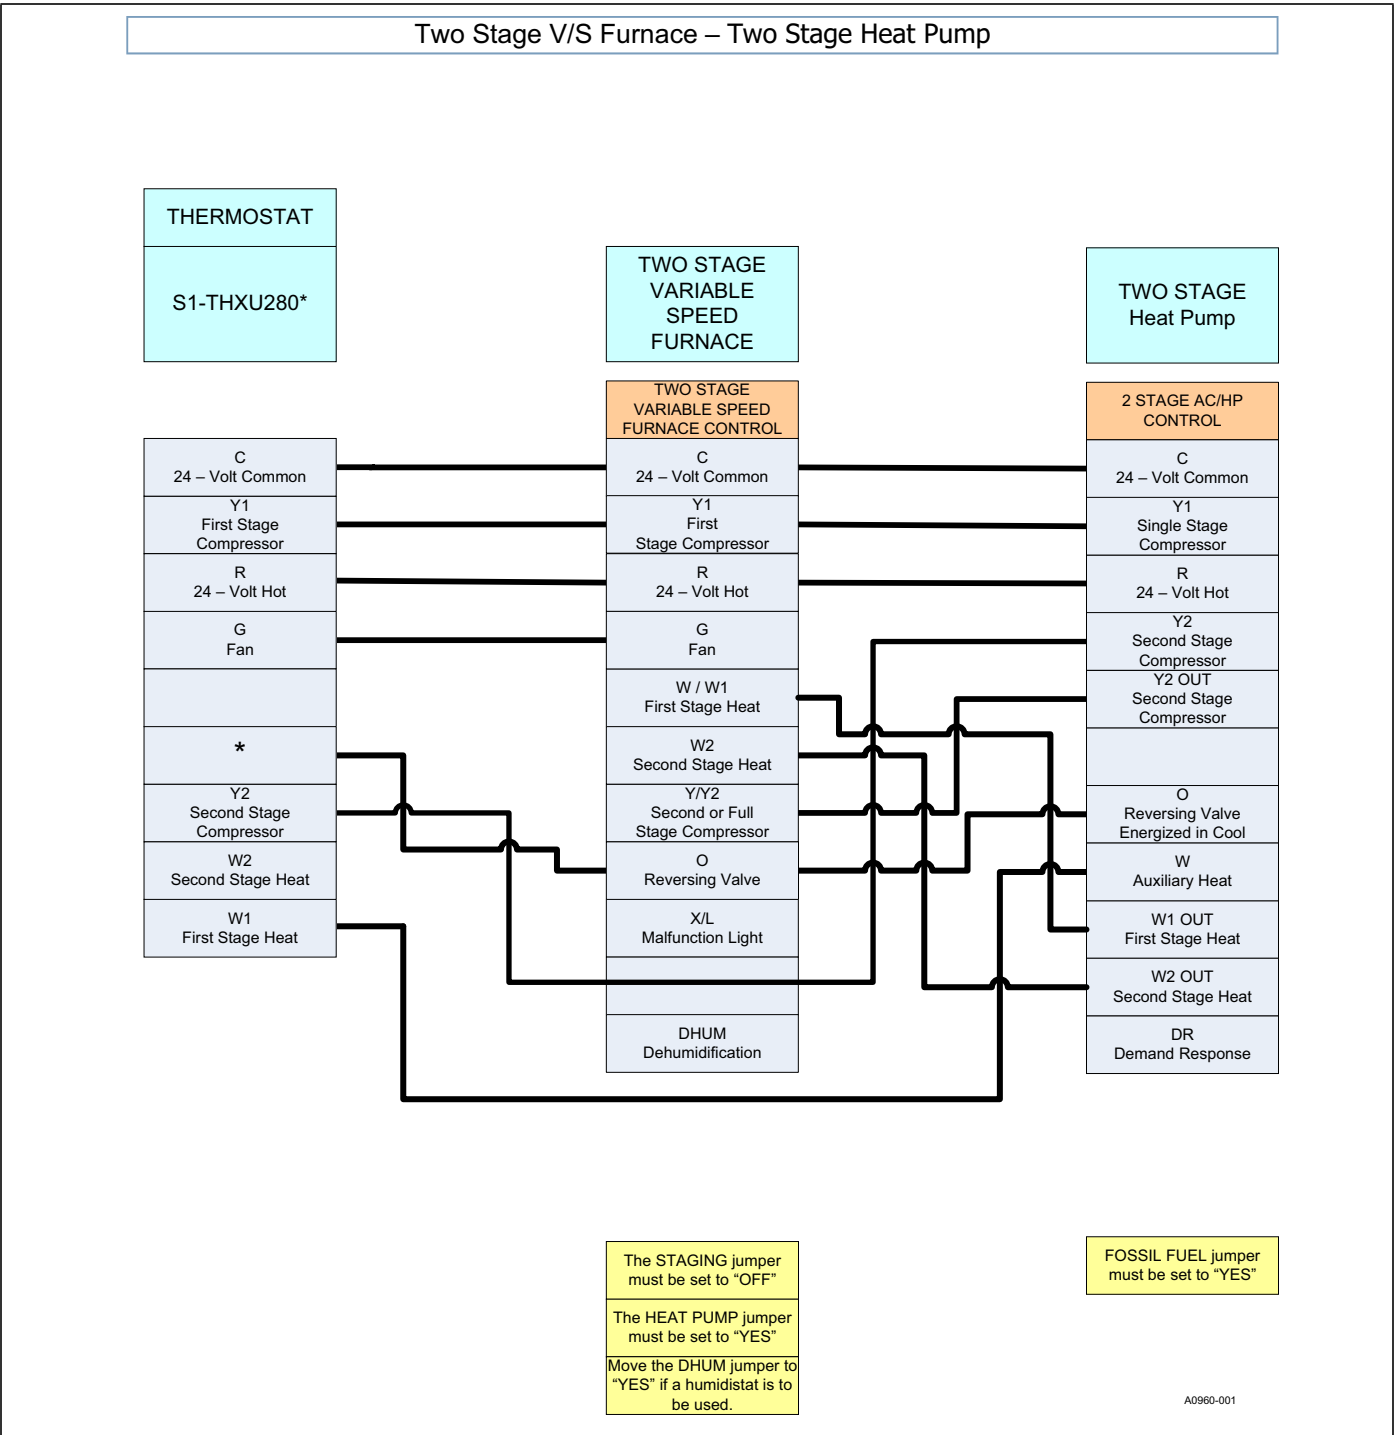 Two Stage V/S Furnace – Two Stage Heat Pump
THERMOSTAT
S1-THXU280*
C
24 – Volt Common
Y1
First Stage
Compressor
R
24 – Volt Hot
G
Fan
*
Y2
Second Stage
Compressor
W2
Second Stage Heat
W1
First Stage Heat
TWO STAGE
VARIABLE
SPEED
FURNACE
TWO STAGE
VARIABLE SPEED
FURNACE CONTROL
C
24 – Volt Common
Y1
First
Stage Compressor
R
24 – Volt Hot
G
Fan
W / W1
First Stage Heat
W2
Second Stage Heat
Y/Y2
Second or Full
Stage Compressor
O
Reversing Valve
X/L
Malfunction Light
DHUM
Dehumidification
The STAGING jumper
must be set to “OFF”
The HEAT PUMP jumper
must be set to “YES”
Move the DHUM jumper to
“YES” if a humidistat is to
be used.
TWO STAGE
Heat Pump
2 STAGE AC/HP
CONTROL
C
24 – Volt Common
Y1
Single Stage
Compressor
R
24 – Volt Hot
Y2
Second Stage
Compressor
Y2 OUT
Second Stage
Compressor
O
Reversing Valve
Energized in Cool
W
Auxiliary Heat
W1 OUT
First Stage Heat
W2 OUT
Second Stage Heat
DR
Demand Response
FOSSIL FUEL jumper
must be set to “YES”
A0960-001